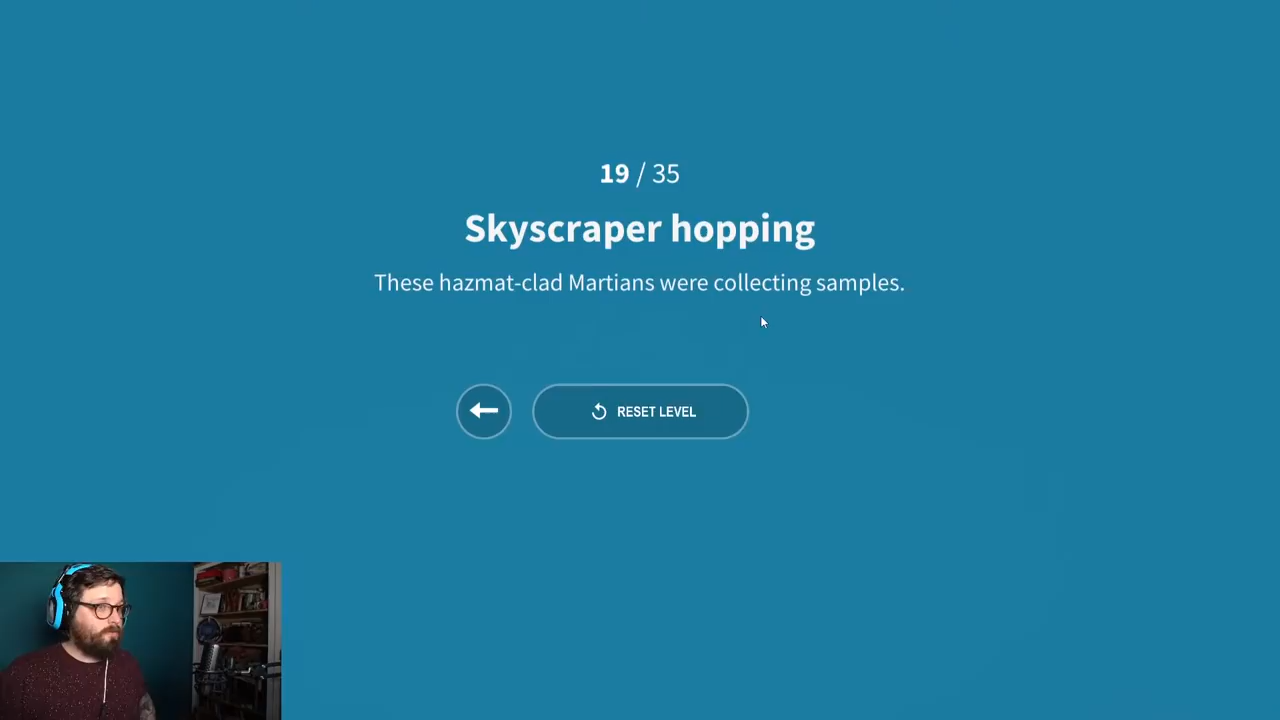 19 / 35
Skyscraper hopping
These hazmat-clad Martians were collecting samples.
RESET LEVEL